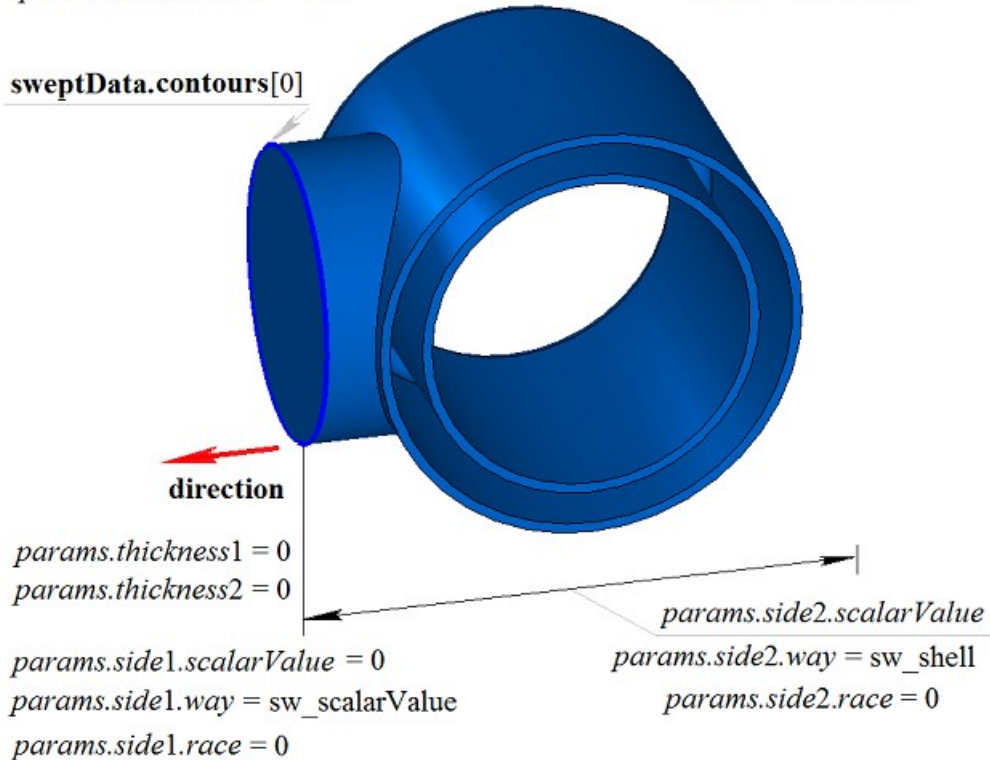 sweptData.contours[0]
direction
params.thickness1 = 0
params.thickness2 = 0
params.side2.scalarValue
params.side1.scalarValue = 0
params.side2.way = sw_shell
params.side1.way = sw_scalarValue
params.side2.race = 0
params.side1.race = 0